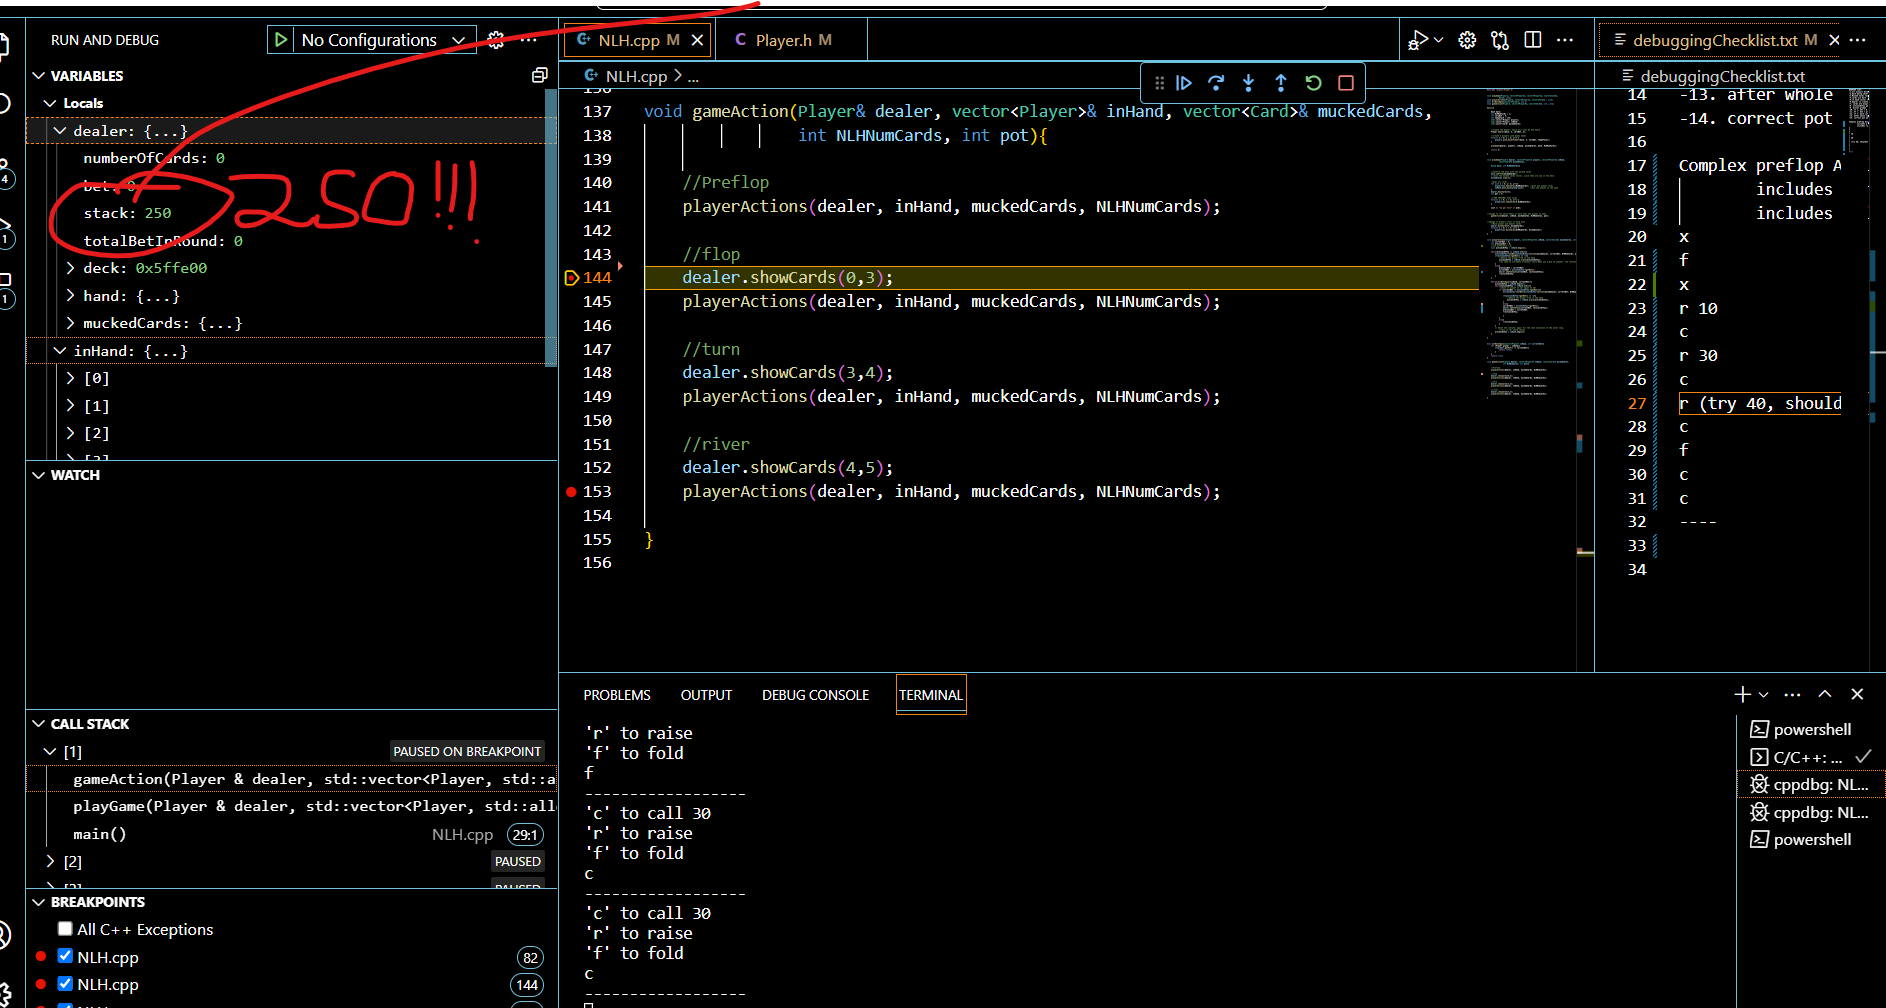 RUN AND DEBUG
No Configurations
VARIABLES
Locals
dealer: {...}
numberOfCards: 0
bet: 0
stack: 250
totalBetInRound: 0
deck: 0x5ffe00
hand: {...}
muckedCards: {...}
inHand: {...}
[0]
[1]
[2]
250!!!
WATCH
CALL STACK
[1] PAUSED ON BREAKPOINT
gameAction(Player & dealer, std::vector<Player, std::a
playGame(Player & dealer, std::vector<Player, std::all
main() NLH.cpp 29:1
[2] PAUSED
PAUSED
BREAKPOINTS
All C++ Exceptions
NLH.cpp 82
NLH.cpp 144
4
1
1
NLH.cpp M
Player.h M
NLH.cpp > ...
137 void gameAction(Player& dealer, vector<Player>& inHand, vector<Card>& muckedCards,
138 int NLHNumCards, int pot){
139
140 //Preflop
141 playerActions(dealer, inHand, muckedCards, NLHNumCards);
142
143 //flop
144 dealer.showCards(0,3);
145 playerActions(dealer, inHand, muckedCards, NLHNumCards);
146
147 //turn
148 dealer.showCards(3,4);
149 playerActions(dealer, inHand, muckedCards, NLHNumCards);
150
151 //river
152 dealer.showCards(4,5);
153 playerActions(dealer, inHand, muckedCards, NLHNumCards);
154
155 }
156
debuggingChecklist.txt M
debuggingChecklist.txt
14 -13. after whole
15 -14. correct pot
16
17 Complex preflop A
18 includes
19 includes
20 x
21 f
22 x
23 r 10
24 c
25 r 30
26 c
27 r (try 40, should
28 c
29 f
30 c
31 c
32 ----
33
34
PROBLEMS OUTPUT DEBUG CONSOLE TERMINAL
'r' to raise
'f' to fold
f
------------------
'c' to call 30
'r' to raise
'f' to fold
c
------------------
'c' to call 30
'r' to raise
'f' to fold
c
------------------
powershell
C/C++: ...
cppdbg: NL...
cppdbg: NL...
powershell